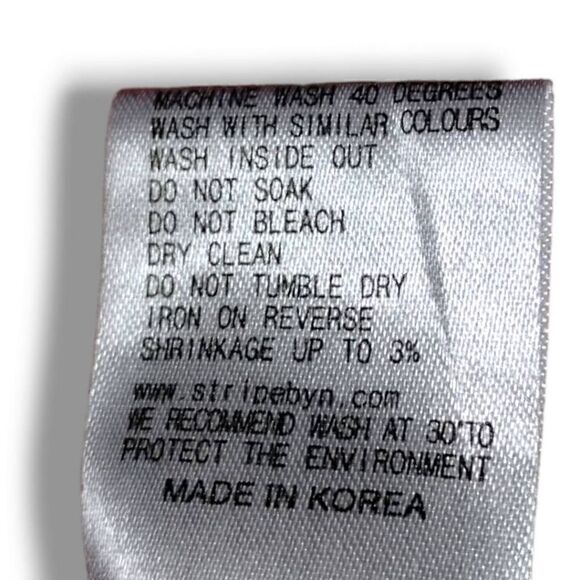 MACHINE WASH 40 DEGREES
WASH WITH SIMILAR COLOURS
WASH INSIDE OUT
DO NOT SOAK
DO NOT BLEACH
DRY CLEAN
DO NOT TUMBLE DRY
IRON ON REVERSE
SHRINKAGE UP TO 3%
www.stripebyn.com
WE RECOMMEND WASH AT 30°TO
PROTECT THE ENVIRONMENT
MADE IN KOREA